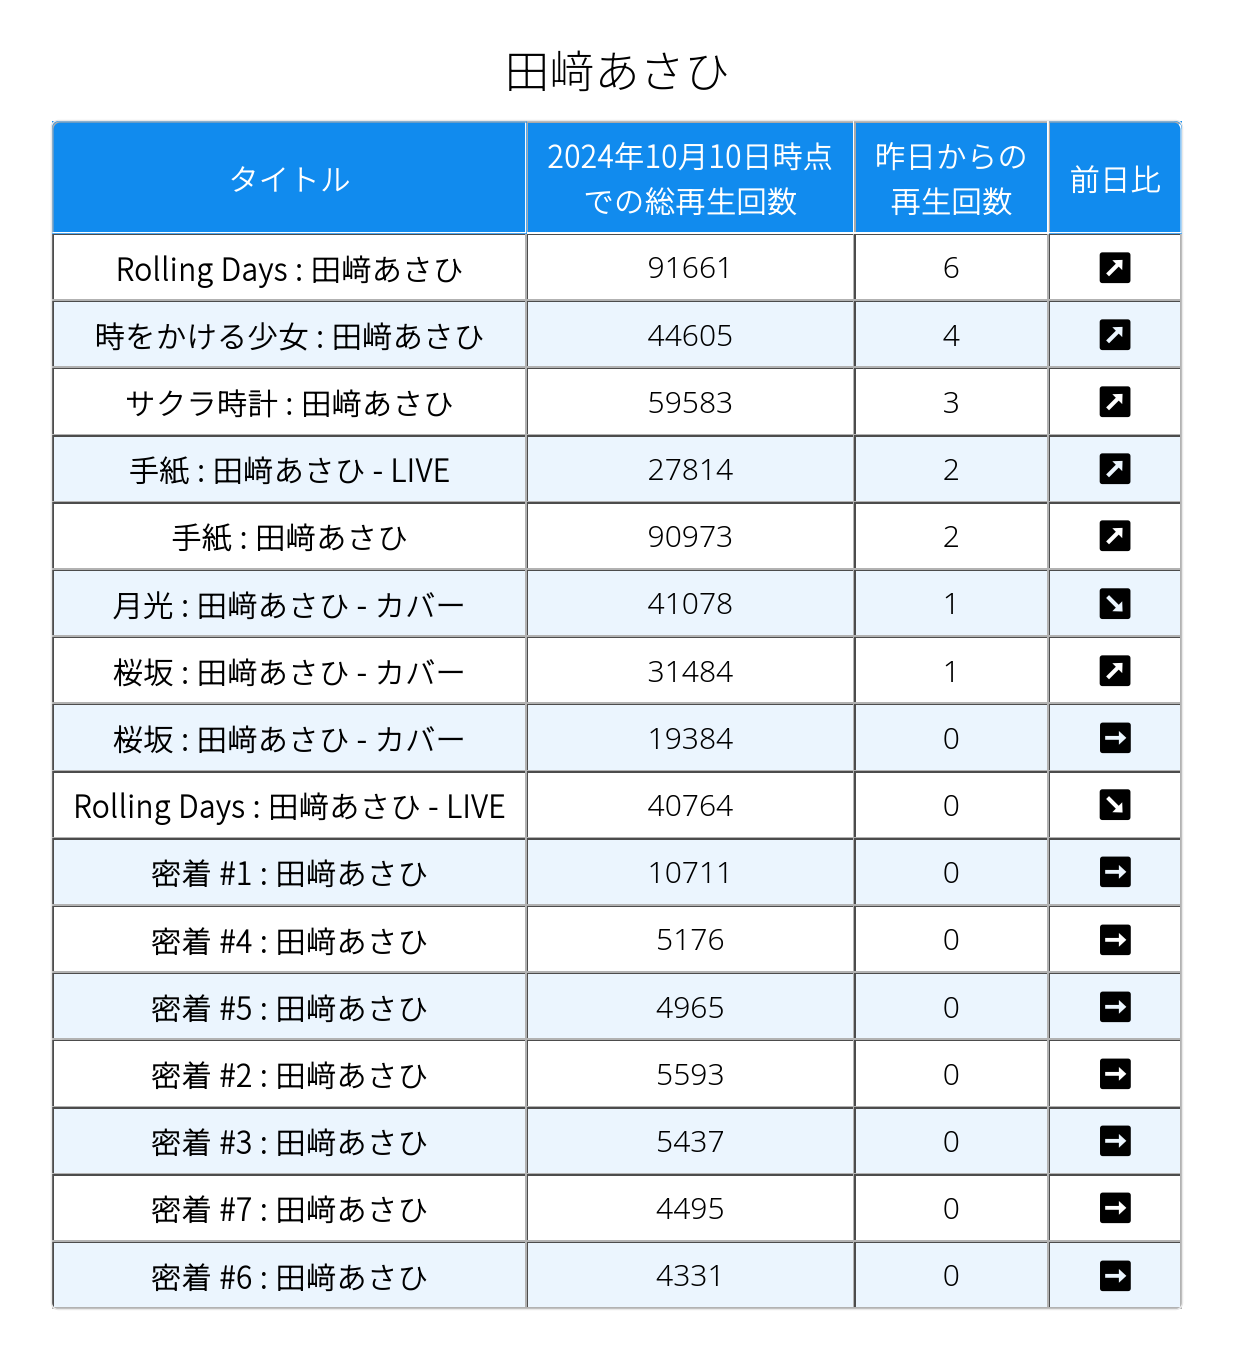 田﨑あさひ
タイトル
2024年10月10日時点
での総再生回数
昨日からの
再生回数
前日比
Rolling Days : 田﨑あさひ 91661 6 ↗
時をかける少女 : 田﨑あさひ 44605 4 ↗
サクラ時計 : 田﨑あさひ 59583 3 ↗
手紙 : 田﨑あさひ - LIVE 27814 2 ↗
手紙 : 田﨑あさひ 90973 2 ↗
月光 : 田﨑あさひ - カバー 41078 1 ↘
桜坂 : 田﨑あさひ - カバー 31484 1 ↗
桜坂 : 田﨑あさひ - カバー 19384 0 →
Rolling Days : 田﨑あさひ - LIVE 40764 0 ↘
密着 #1 : 田﨑あさひ 10711 0 →
密着 #4 : 田﨑あさひ 5176 0 →
密着 #5 : 田﨑あさひ 4965 0 →
密着 #2 : 田﨑あさひ 5593 0 →
密着 #3 : 田﨑あさひ 5437 0 →
密着 #7 : 田﨑あさひ 4495 0 →
密着 #6 : 田﨑あさひ 4331 0 →